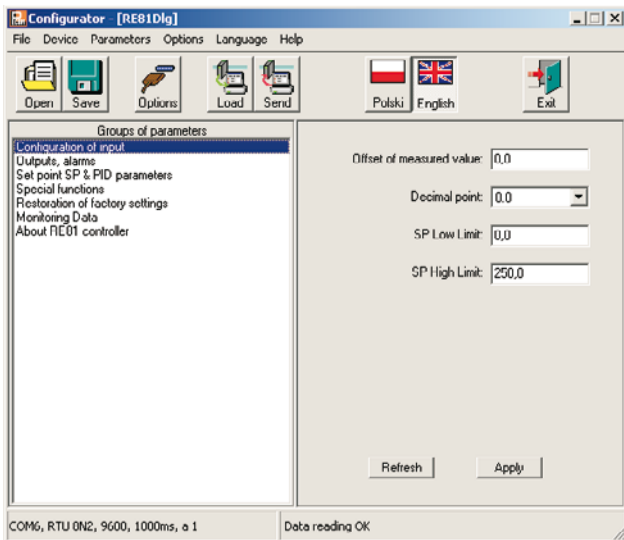 Configurator - [RE81Dlg]
File Device Parameters Options Language Help
Open Save Options Load Send Polski English Exit
Groups of parameters
Configuration of input
Outputs, alarms
Set point SP & PID parameters
Special functions
Restoration of factory settings
Monitoring Data
About RE81 controller
Offset of measured value: 0,0
Decimal point: 0.0
SP Low Limit: 0,0
SP High Limit: 250,0
Refresh Apply
COM6, RTU 8N2, 9600, 1000ms, a 1 Data reading OK